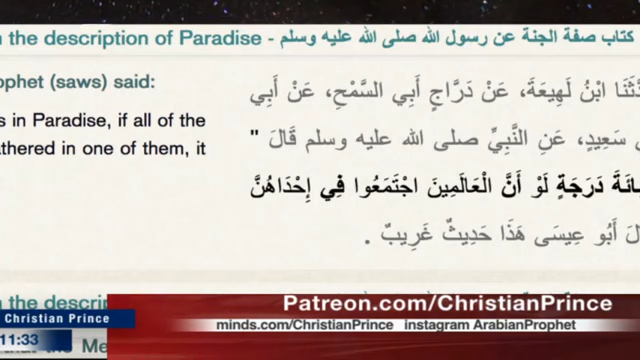 the description of Paradise - كتاب صفة الجنة عن رسول الله صلى الله عليه وسلم
ophet (saws) said:
s in Paradise, if all of the
athered in one of them, it
ابْنُ لَهِيعَةَ، عَنْ دَرَّاجٍ أَبِي السَّمْحِ، عَنْ أَبِي
سَعِيدٍ، عَنِ النَّبِيِّ صلى الله عليه وسلم قَالَ "
دَرَجَةٍ لَوْ أَنَّ الْعَالَمِينَ اجْتَمَعُوا فِي إِحْدَاهُنَّ
أَبُو عِيسَى هَذَا حَدِيثٌ غَرِيبٌ .
the descrip
Patreon.com/ChristianPrince
Christian Prince
minds.com/ChristianPrince instagram ArabianProphet
11:33